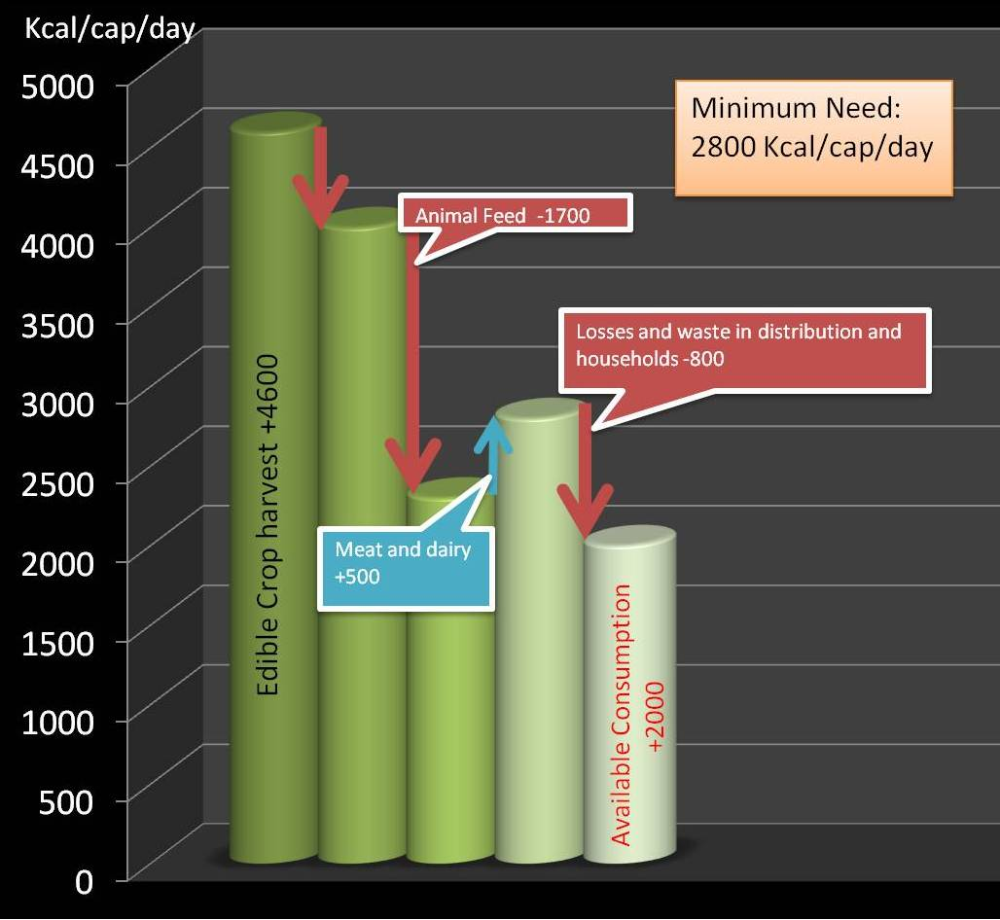 Kcal/cap/day
5000
4500
4000
3500
3000
2500
2000
1500
1000
500
0
Minimum Need:
2800 Kcal/cap/day
Animal Feed -1700
Losses and waste in distribution and
households -800
Meat and dairy
+500
Edible Crop harvest +4600
Available Consumption
+2000